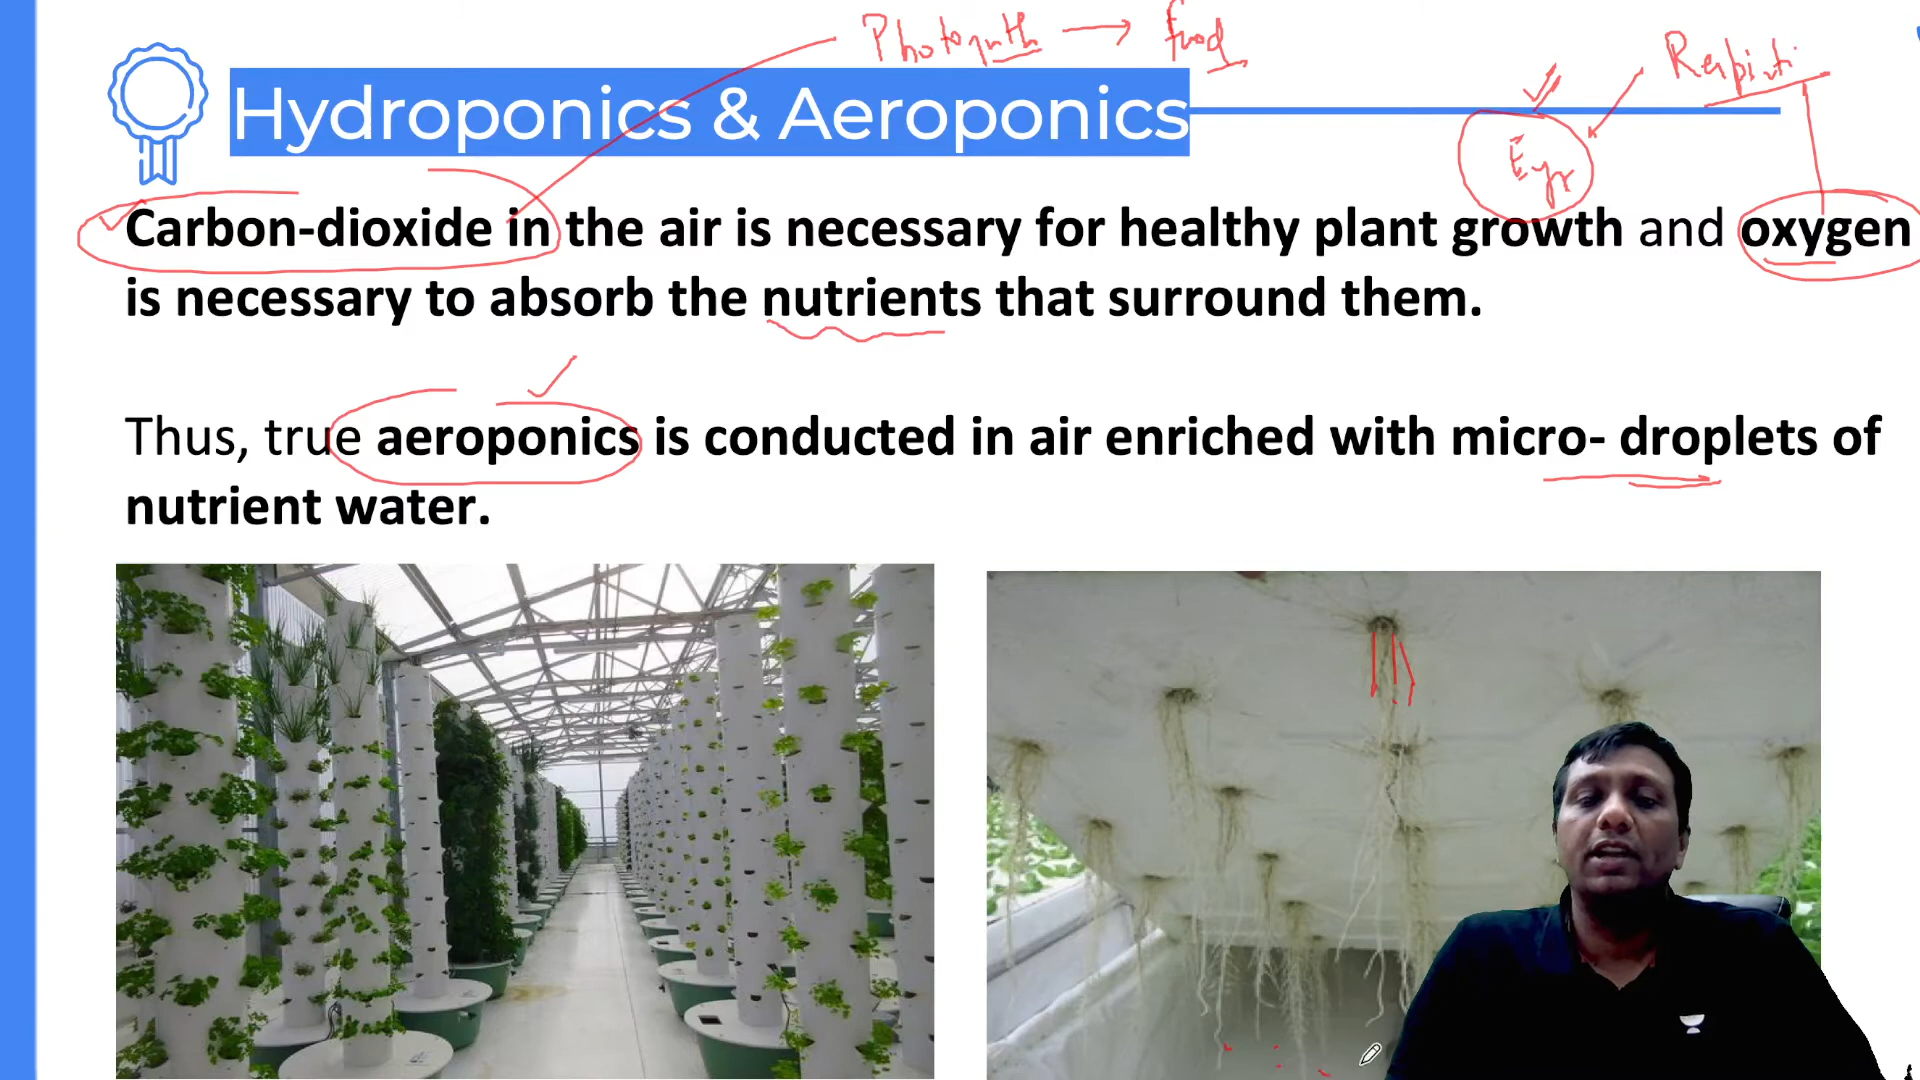 food
Hydroponics & Aeroponics
Carbon-dioxide in the air is necessary for healthy plant growth and oxygen
is necessary to absorb the nutrients that surround them.
Thus, true aeroponics is conducted in air enriched with micro- droplets of
nutrient water.